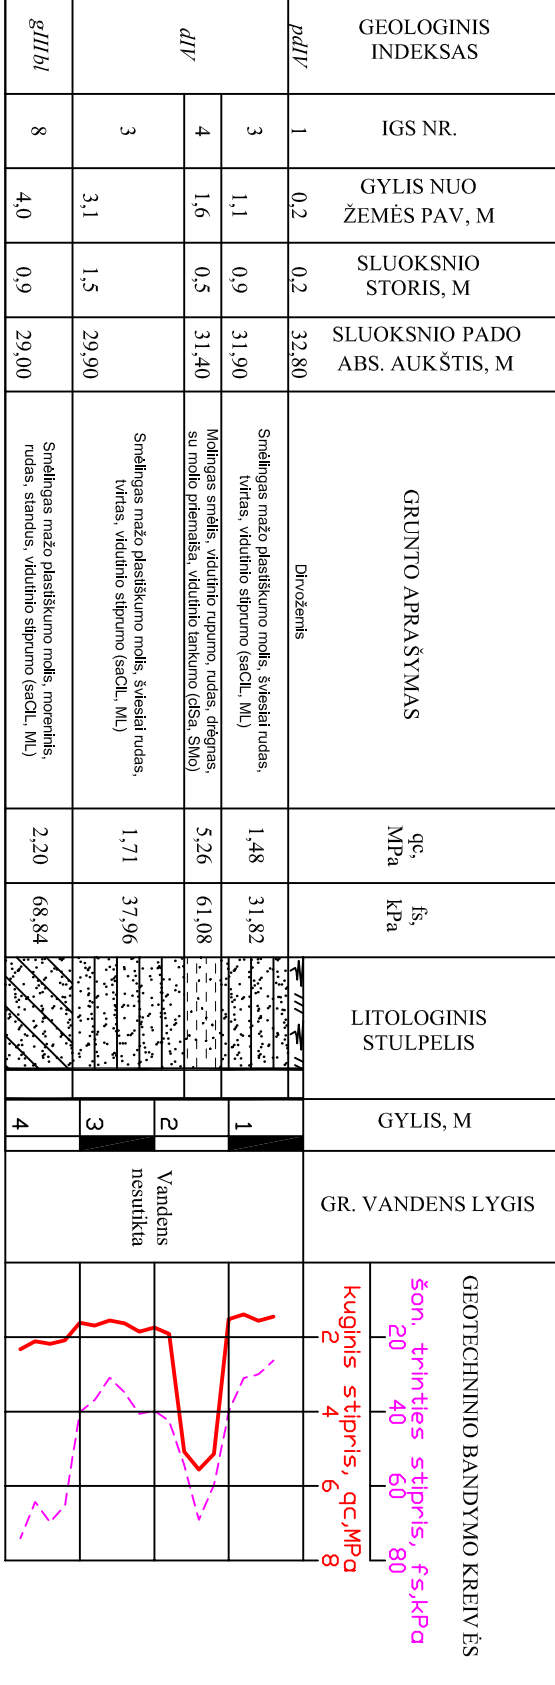 GEOLOGINIS
INDEKSAS
IGS NR.
GYLIS NUO
ŽEMĖS PAV, M
SLUOKSNIO
STORIS, M
SLUOKSNIO PADO
ABS. AUKŠTIS, M
GRUNTO APRAŠYMAS
qc,
MPa
fs,
kPa
LITOLOGINIS
STULPELIS
GYLIS, M
GR. VANDENS LYGIS
GEOTECHNINIO BANDYMO KREIVĖS
šon. trinties stipris, fs,kPa
20 40 60 80
kuginis stipris, qc,MPa
2 4 6 8
pdIV
1
0,2
0,2
32,80
Dirvožemis
dIV
3
1,1
0,9
31,90
Smėlingas mažo plastiškumo molis, šviesiai rudas,
tvirtas, vidutinio stiprumo (saClL, ML)
1,48
31,82
4
1,6
0,5
31,40
Molingas smėlis, vidutinio rupumo, rudas, drėgnas,
su molio priemaiša, vidutinio tankumo (clSa, SMo)
5,26
61,08
3
3,1
1,5
29,90
Smėlingas mažo plastiškumo molis, šviesiai rudas,
tvirtas, vidutinio stiprumo (saClL, ML)
1,71
37,96
gIIIbl
8
4,0
0,9
29,00
Smėlingas mažo plastiškumo molis, moreninis,
rudas, standus, vidutinio stiprumo (saClL, ML)
2,20
68,84
1
2
3
4
Vandens
nesutikta